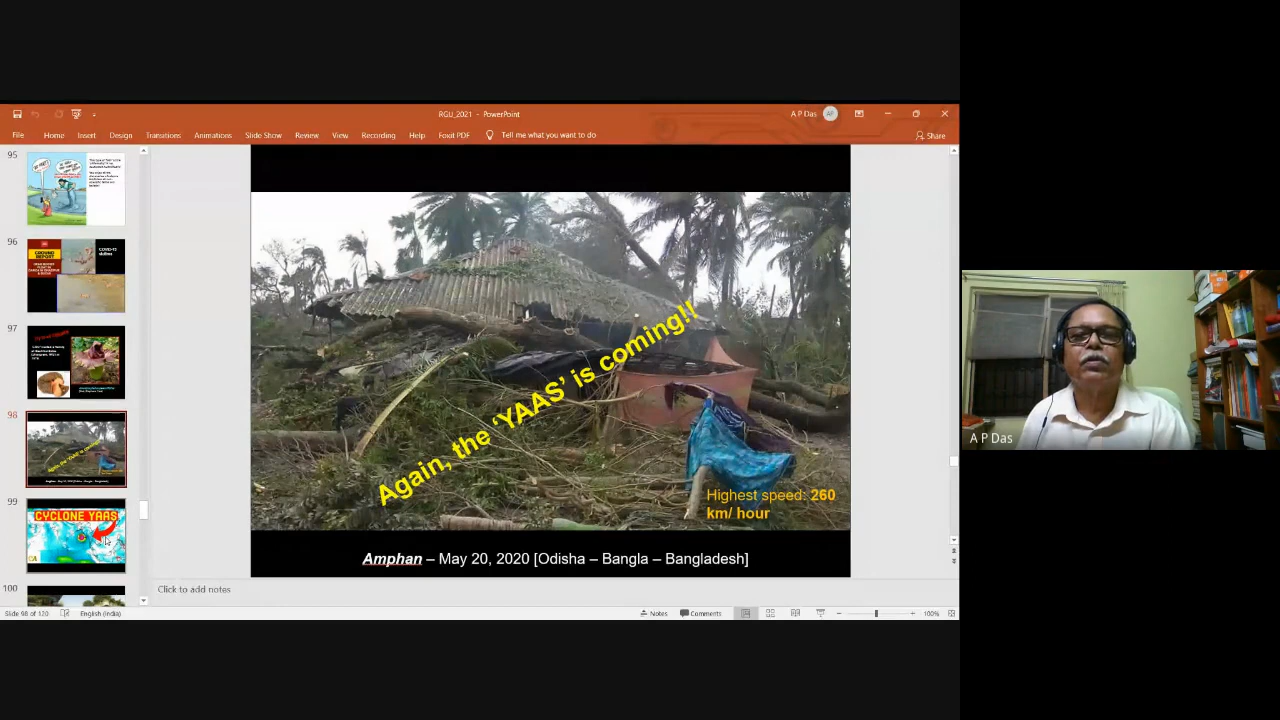 RGU_2021 - PowerPoint
A P Das
AP
File Home Insert Design Transitions Animations Slide Show Review View Recording Help Foxit PDF Tell me what you want to do
Share
95
96
GROUND REPORT
97
98
99
CYCLONE YAAS
100
Again, the ‘YAAS’ is coming!!
Highest speed: 260
km/ hour
Amphan – May 20, 2020 [Odisha – Bangla – Bangladesh]
Click to add notes
Slide 98 of 120 English (India)
Notes Comments 100%
A P Das